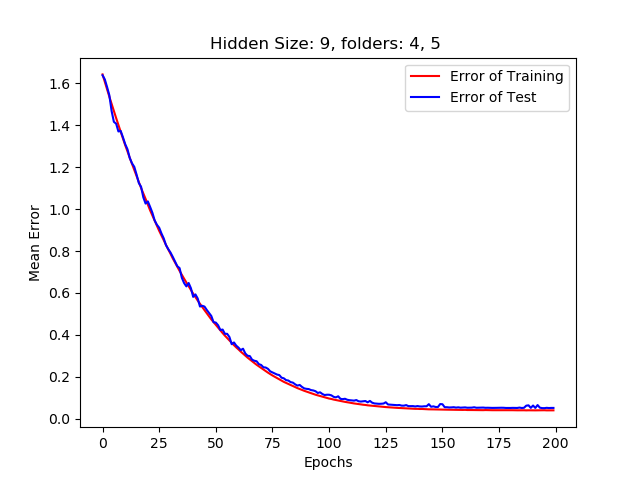 Hidden Size: 9, folders: 4, 5
Error of Training
Error of Test
Mean Error
1.6
1.4
1.2
1.0
0.8
0.6
0.4
0.2
0.0
0 25 50 75 100 125 150 175 200
Epochs